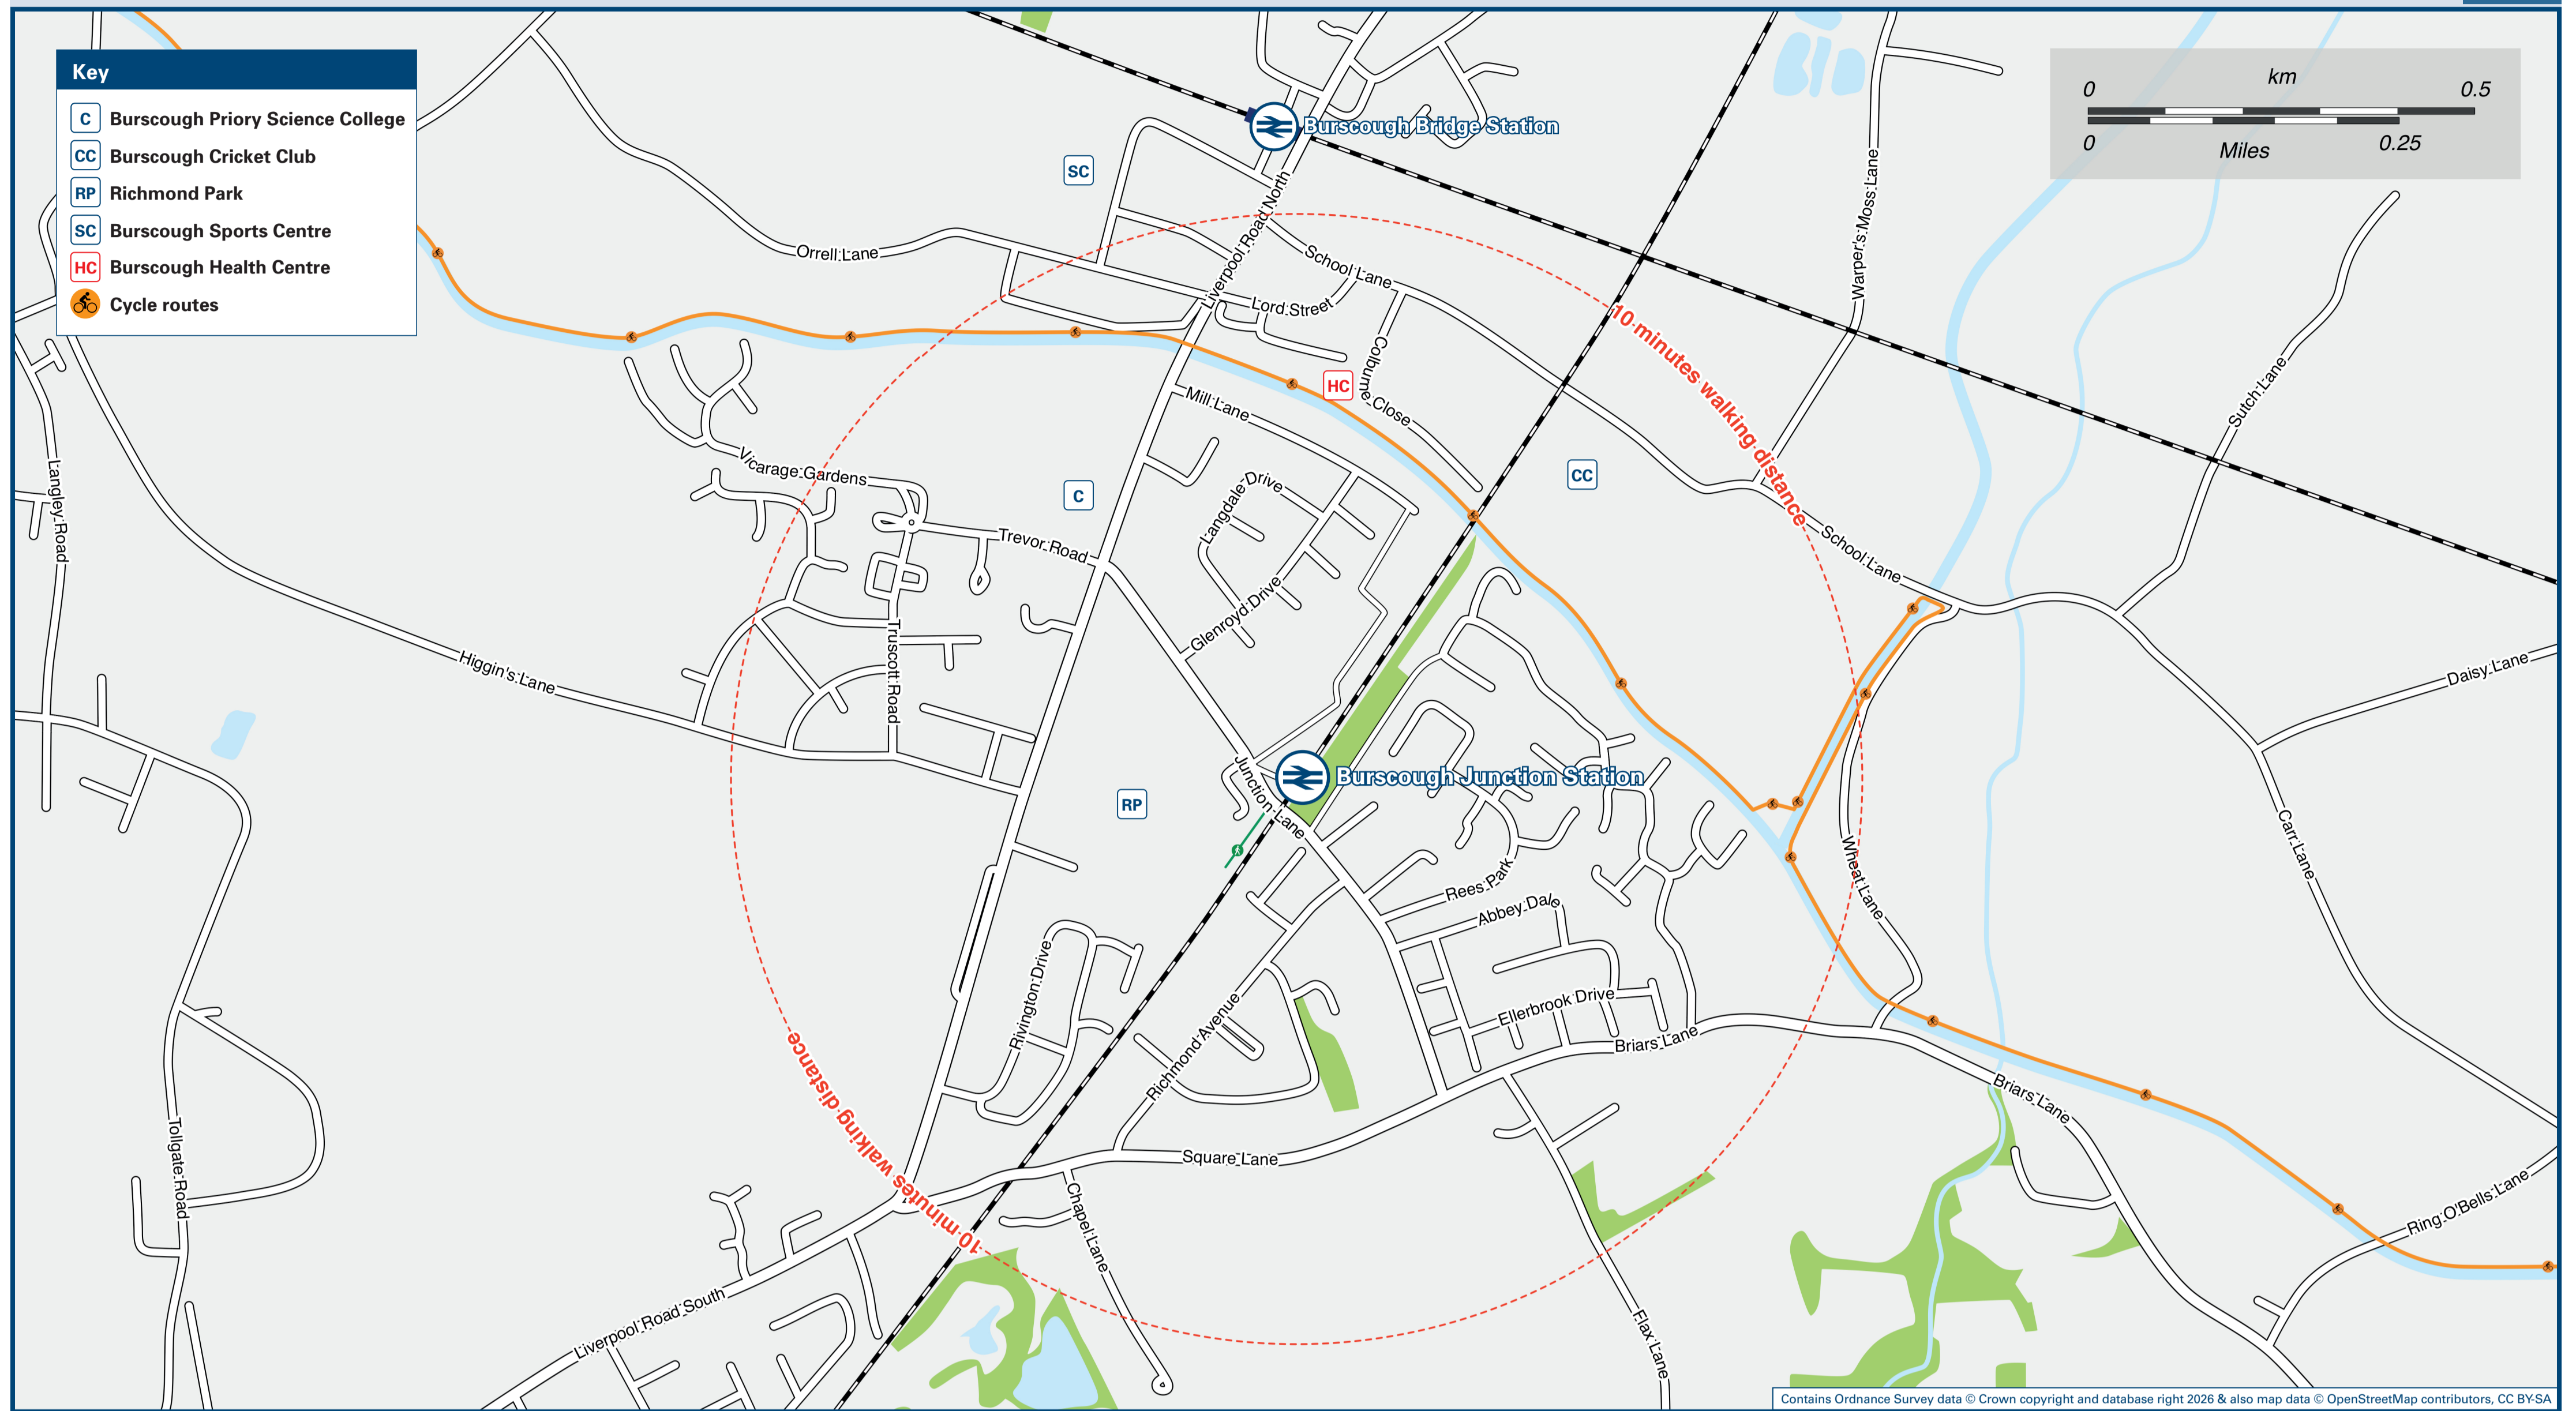 Key
C Burscough Priory Science College
CC Burscough Cricket Club
RP Richmond Park
SC Burscough Sports Centre
HC Burscough Health Centre
Cycle routes
km
0 0.5
0 0.25
Miles
Burscough Bridge Station
SC
Liverpool Road North
Warper's Moss Lane
Orrell Lane
School Lane
Lord Street
10 minutes walking distance
Colburne Close
HC
Mill Lane
Sutch Lane
Vicarage Gardens
Langley Road
C
CC
Langdale Drive
Trevor Road
School Lane
Glenroyd Drive
Truscott Road
Higgin's Lane
Daisy Lane
Junction Lane
Burscough Junction Station
RP
Carr Lane
Wheat Lane
Rees Park
Abbey Dale
Rivington Drive
Richmond Avenue
Ellerbrook Drive
Briars Lane
10 minutes walking distance
Briars Lane
Tollgate Road
Square Lane
Chapel Lane
Ring O'Bells Lane
Liverpool Road South
Flax Lane
Contains Ordnance Survey data © Crown copyright and database right 2026 & also map data © OpenStreetMap contributors, CC BY-SA